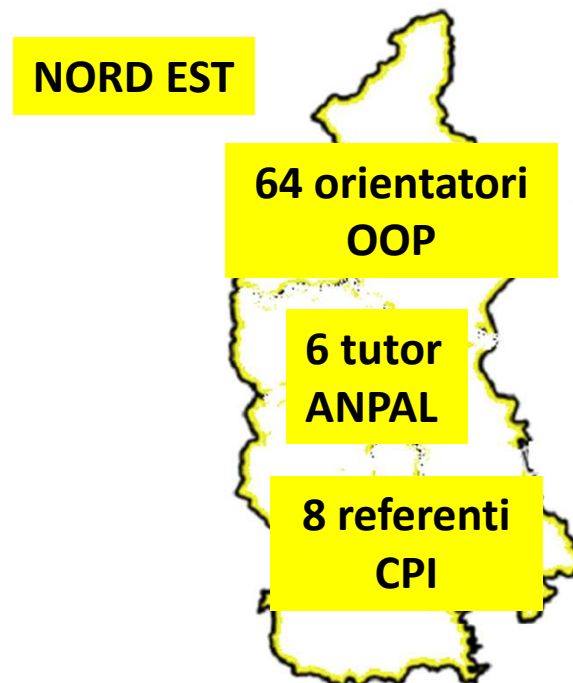 NORD EST
64 orientatori
OOP
6 tutor
ANPAL
8 referenti
CPI